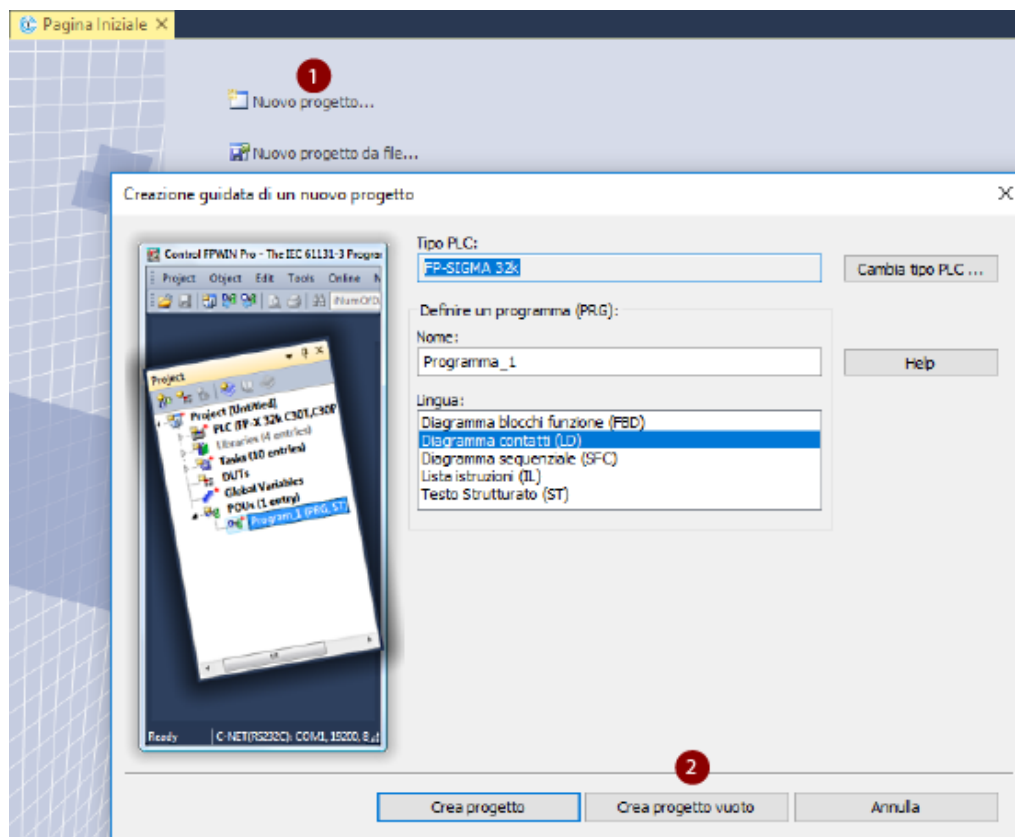 Pagina Iniziale
1
Nuovo progetto...
Nuovo progetto da file...
Creazione guidata di un nuovo progetto
Control FPWIN Pro - The IEC 61131-3 Progra
Project Object Edit Tools Online
Project
Project [Untitled]
PLC (FP-X 32k C30T,C30P
Libraries (4 entries)
Tasks (10 entries)
DUTs
Global Variables
POUs (1 entry)
Program_1 (PRG, ST)
Ready C-NET(RS232C): COM1, 19200, 8
Tipo PLC:
FP-SIGMA 32k
Cambia tipo PLC ...
Definire un programma (PRG):
Nome:
Programma_1
Help
Lingua:
Diagramma blocchi funzione (FBD)
Diagramma contatti (LD)
Diagramma sequenziale (SFC)
Lista istruzioni (IL)
Testo Strutturato (ST)
2
Crea progetto
Crea progetto vuoto
Annulla